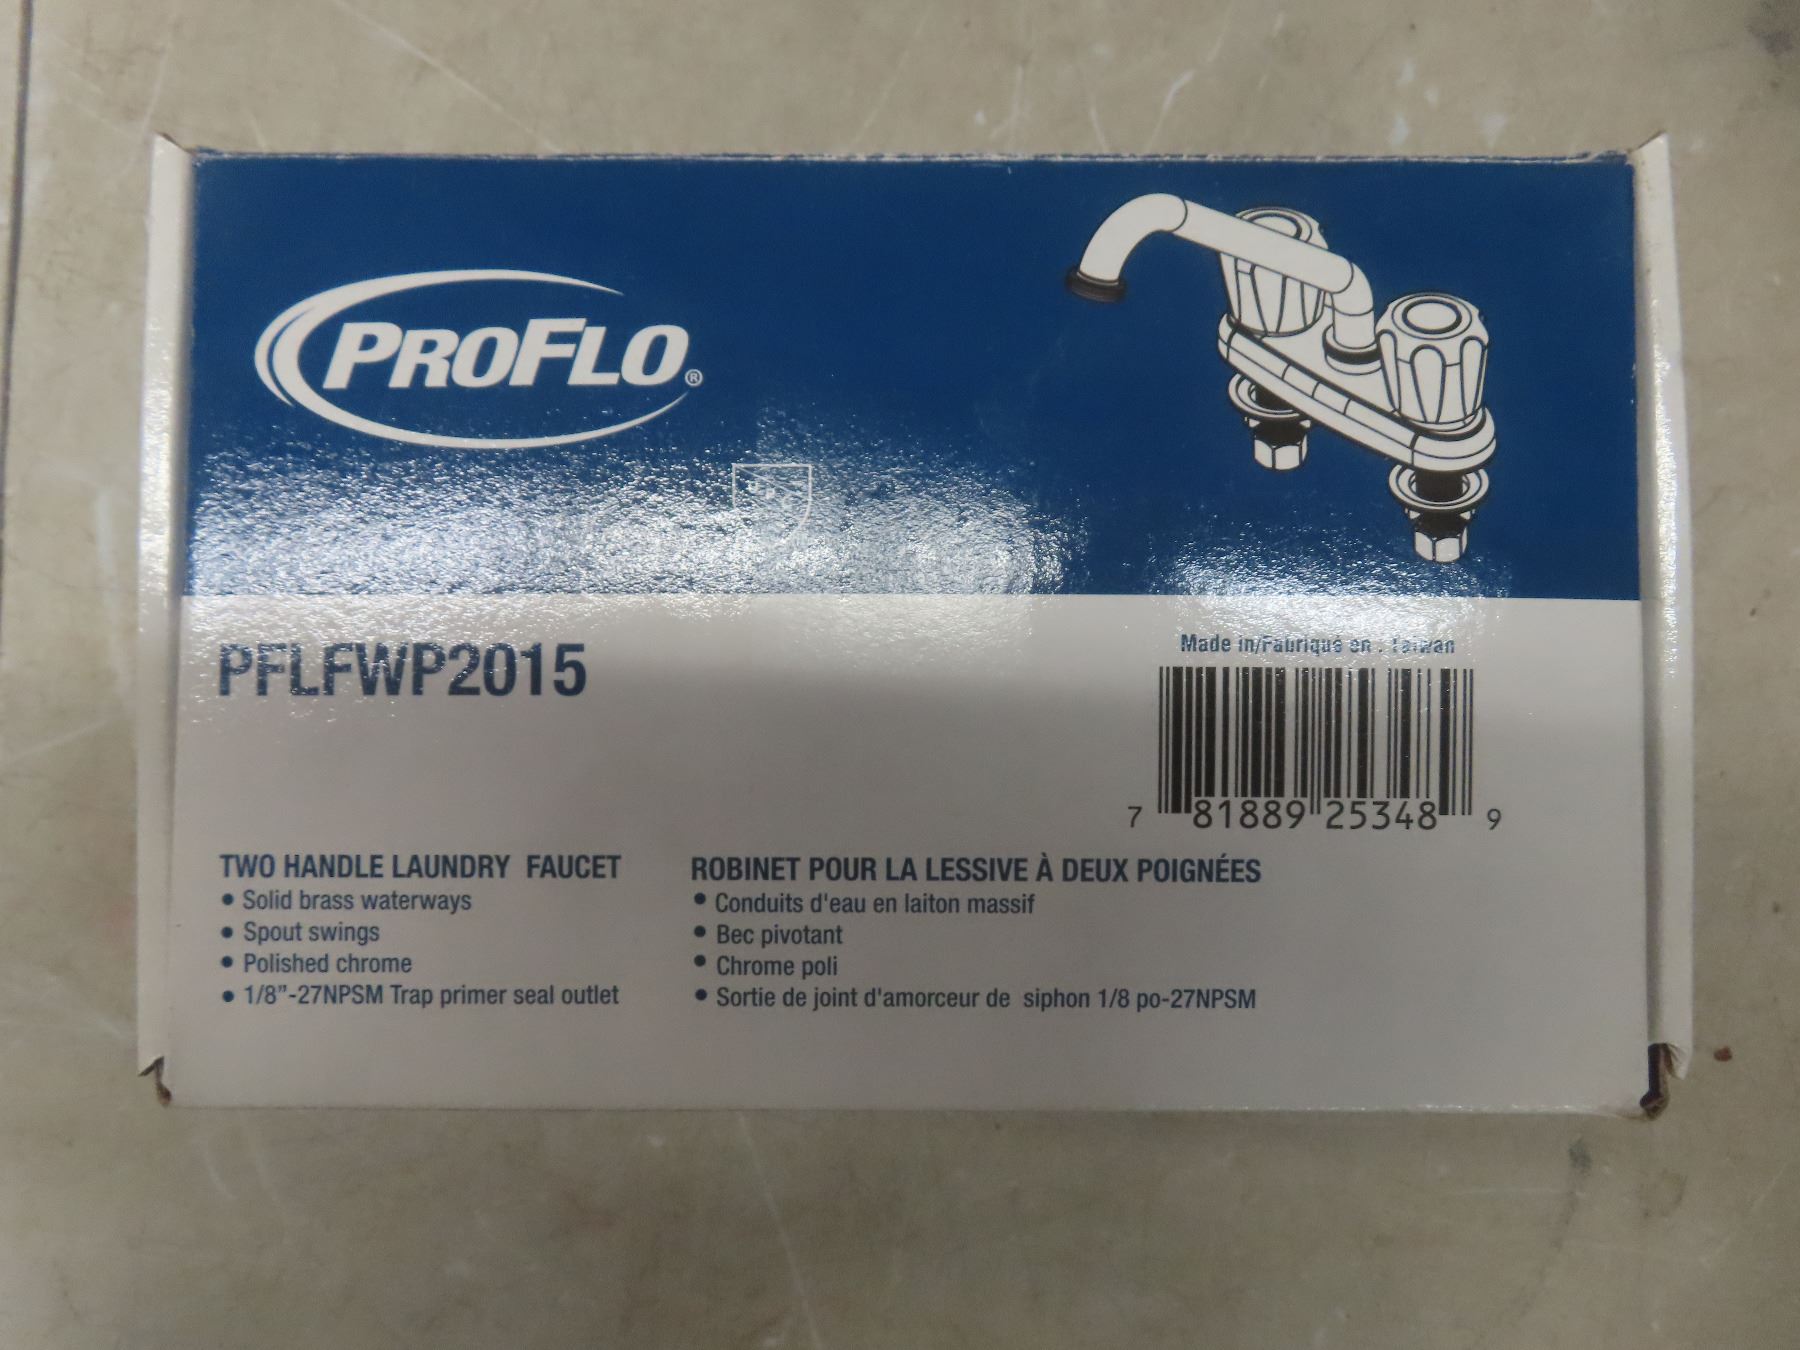 PROFLO®
PFLFWP2015
Made in/Fabriqué en : Taiwan
7 81889 25348 9
TWO HANDLE LAUNDRY FAUCET
• Solid brass waterways
• Spout swings
• Polished chrome
• 1/8”-27NPSM Trap primer seal outlet
ROBINET POUR LA LESSIVE À DEUX POIGNÉES
• Conduits d'eau en laiton massif
• Bec pivotant
• Chrome poli
• Sortie de joint d'amorceur de siphon 1/8 po-27NPSM